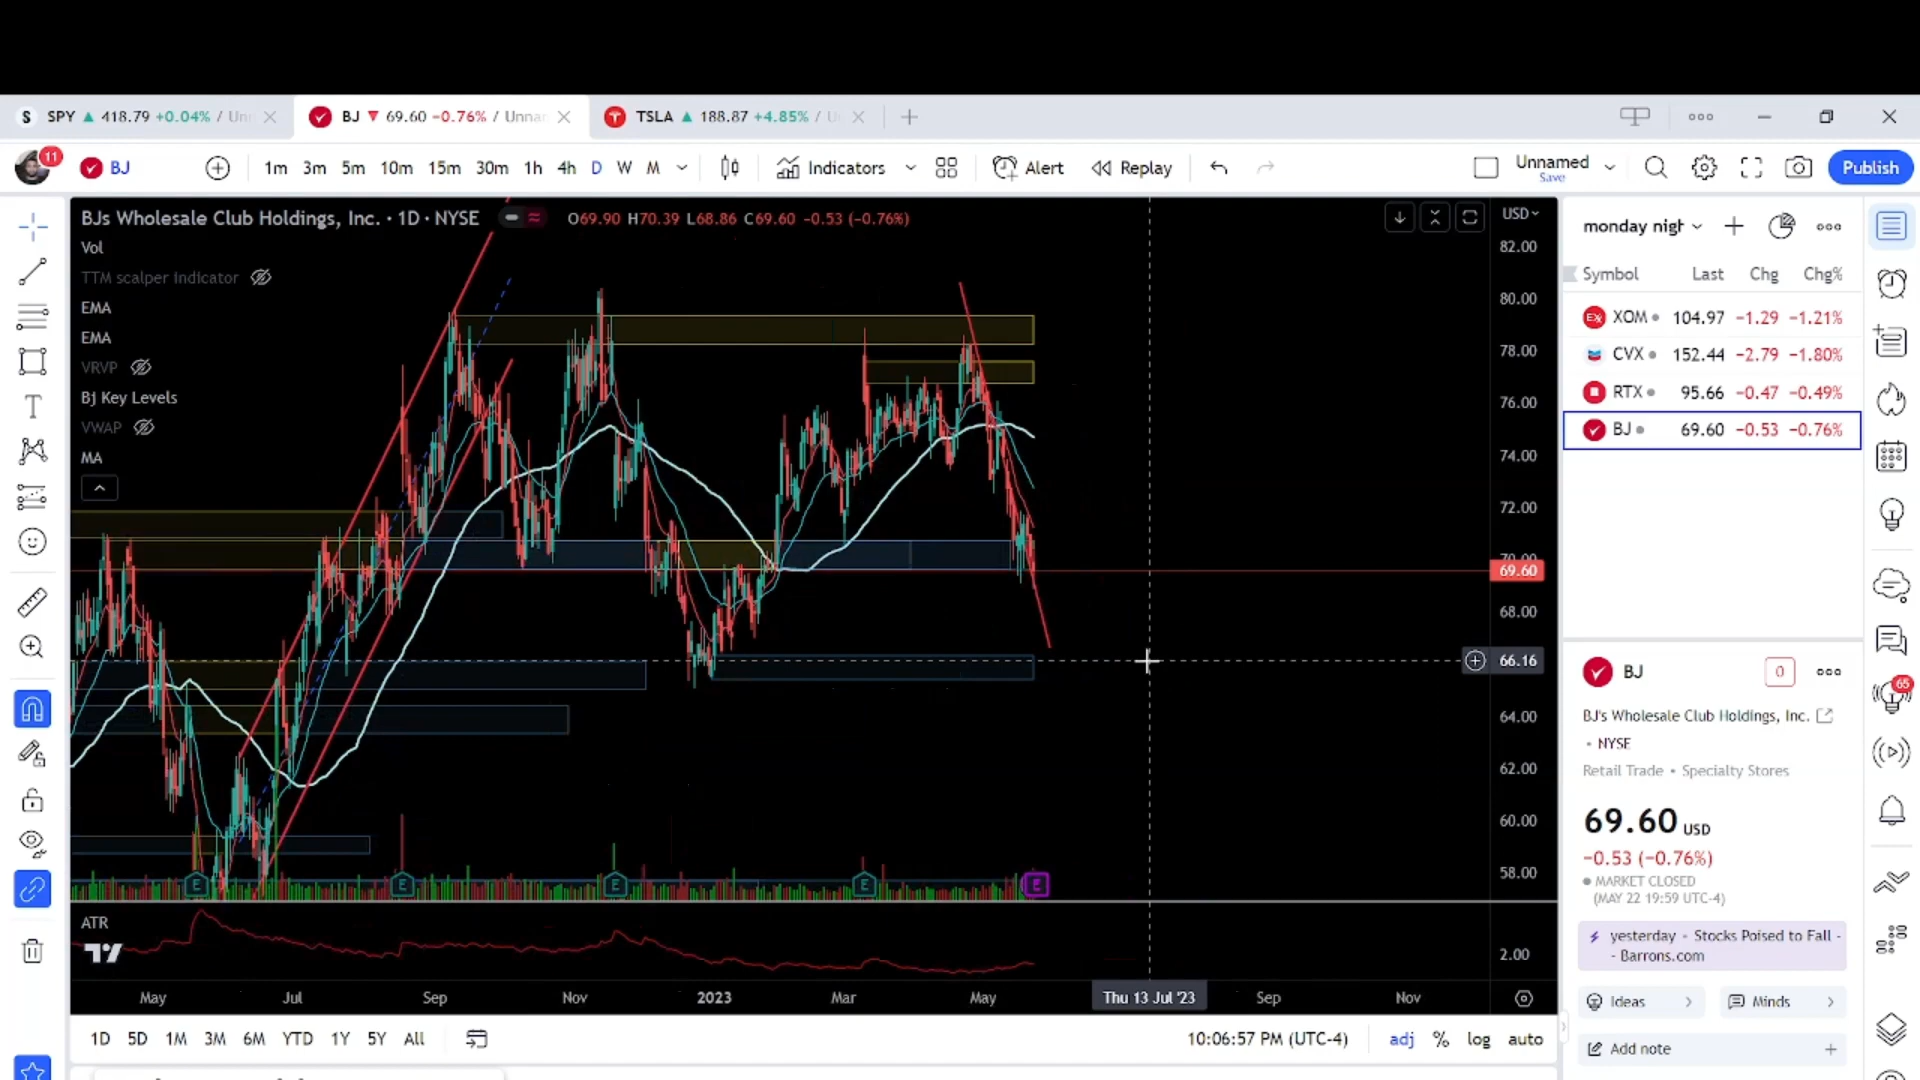 S SPY ▲ 418.79 +0.04% / Un
BJ ▼ 69.60 −0.76% / Unnar
TSLA ▲ 188.87 +4.85% / U
11
BJ
1m 3m 5m 10m 15m 30m 1h 4h D W M
Indicators
Alert
Replay
Unnamed
Save
Publish
BJs Wholesale Club Holdings, Inc. · 1D · NYSE
O69.90 H70.39 L68.86 C69.60 −0.53 (−0.76%)
Vol
TTM scalper indicator
EMA
EMA
VRVP
Bj Key Levels
VWAP
MA
USD
82.00
80.00
78.00
76.00
74.00
72.00
70.00
69.60
68.00
66.16
64.00
62.00
60.00
58.00
E E E E E
ATR
2.00
May Jul Sep Nov 2023 Mar May Thu 13 Jul '23 Sep Nov
1D 5D 1M 3M 6M YTD 1Y 5Y All
10:06:57 PM (UTC-4)
adj % log auto
monday nigh
Symbol Last Chg Chg%
XOM 104.97 −1.29 −1.21%
CVX 152.44 −2.79 −1.80%
RTX 95.66 −0.47 −0.49%
BJ 69.60 −0.53 −0.76%
BJ 0
BJ's Wholesale Club Holdings, Inc.
• NYSE
Retail Trade • Specialty Stores
69.60 USD
−0.53 (−0.76%)
MARKET CLOSED
(MAY 22 19:59 UTC-4)
yesterday • Stocks Poised to Fall -
- Barrons.com
Ideas
Minds
Add note
65